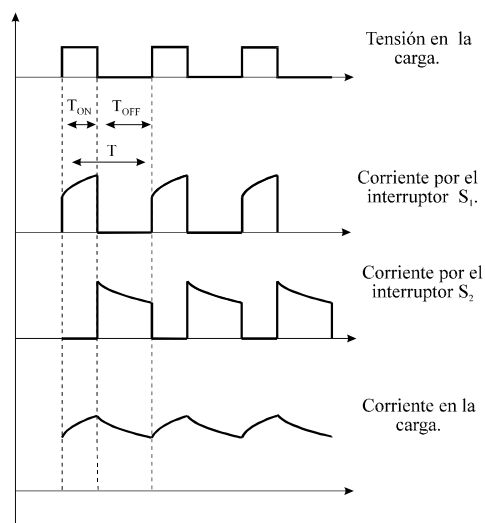 Tensión en la
carga.
T_ON T_OFF
T
Corriente por el
interruptor S₁.
Corriente por el
interruptor S₂
Corriente en la
carga.